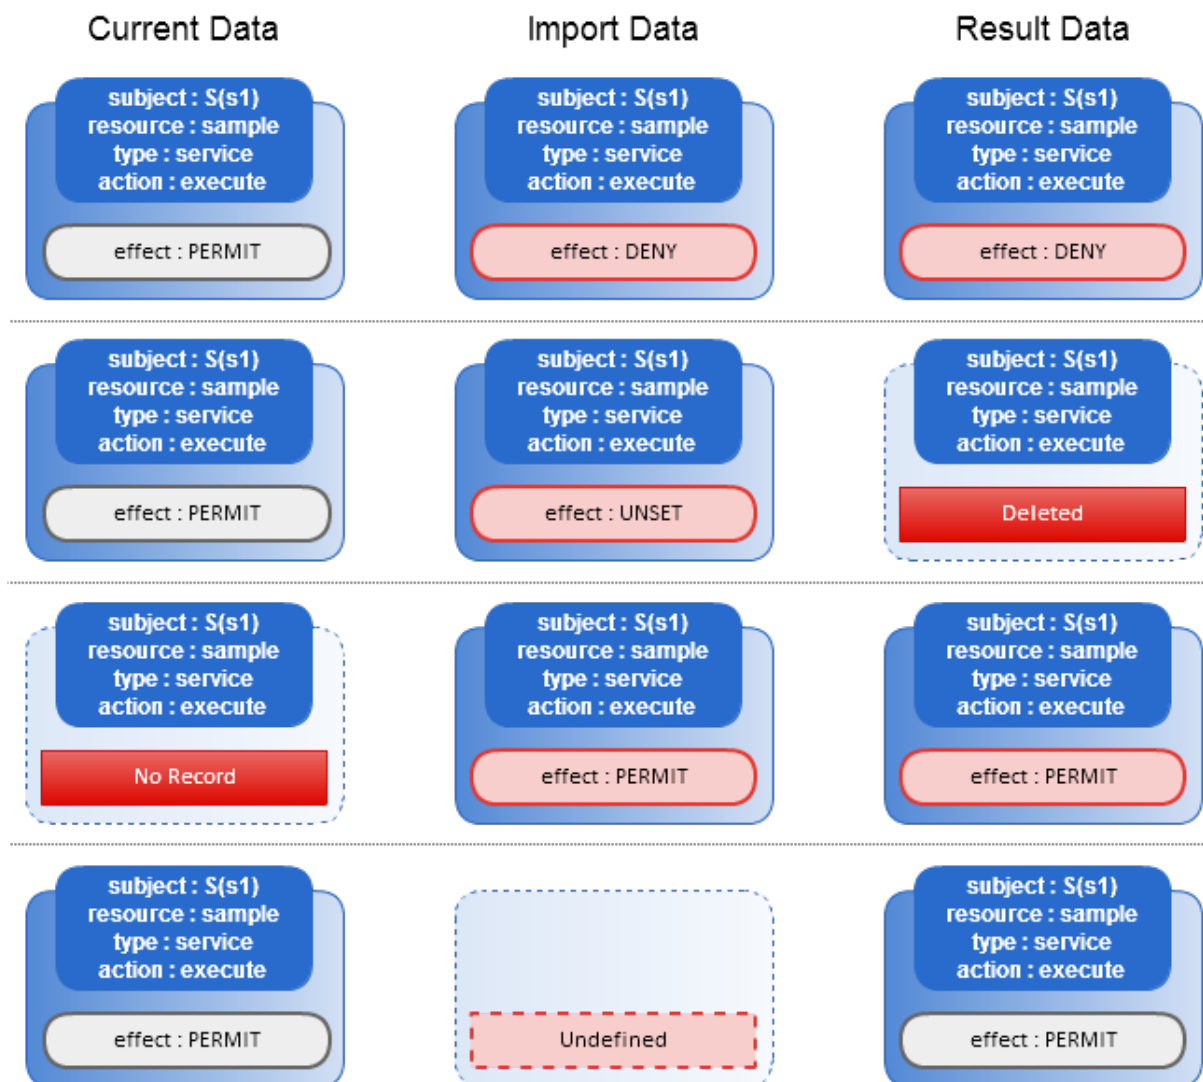 Current Data
Import Data
Result Data
subject : S(s1)
resource : sample
type : service
action : execute
effect : PERMIT
subject : S(s1)
resource : sample
type : service
action : execute
effect : DENY
subject : S(s1)
resource : sample
type : service
action : execute
effect : DENY
subject : S(s1)
resource : sample
type : service
action : execute
effect : PERMIT
subject : S(s1)
resource : sample
type : service
action : execute
effect : UNSET
subject : S(s1)
resource : sample
type : service
action : execute
Deleted
subject : S(s1)
resource : sample
type : service
action : execute
No Record
subject : S(s1)
resource : sample
type : service
action : execute
effect : PERMIT
subject : S(s1)
resource : sample
type : service
action : execute
effect : PERMIT
subject : S(s1)
resource : sample
type : service
action : execute
effect : PERMIT
Undefined
subject : S(s1)
resource : sample
type : service
action : execute
effect : PERMIT